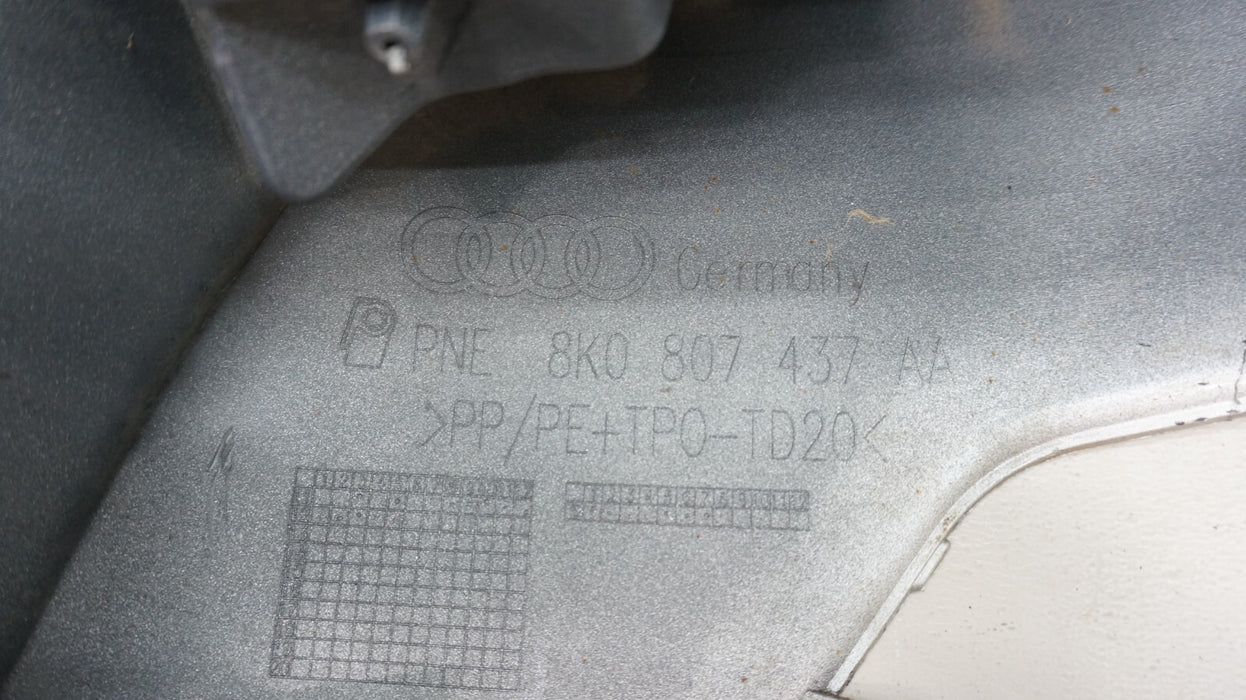 Germany
PNE 8K0 807 437 AA
>PP/PE+TPO-TD20<